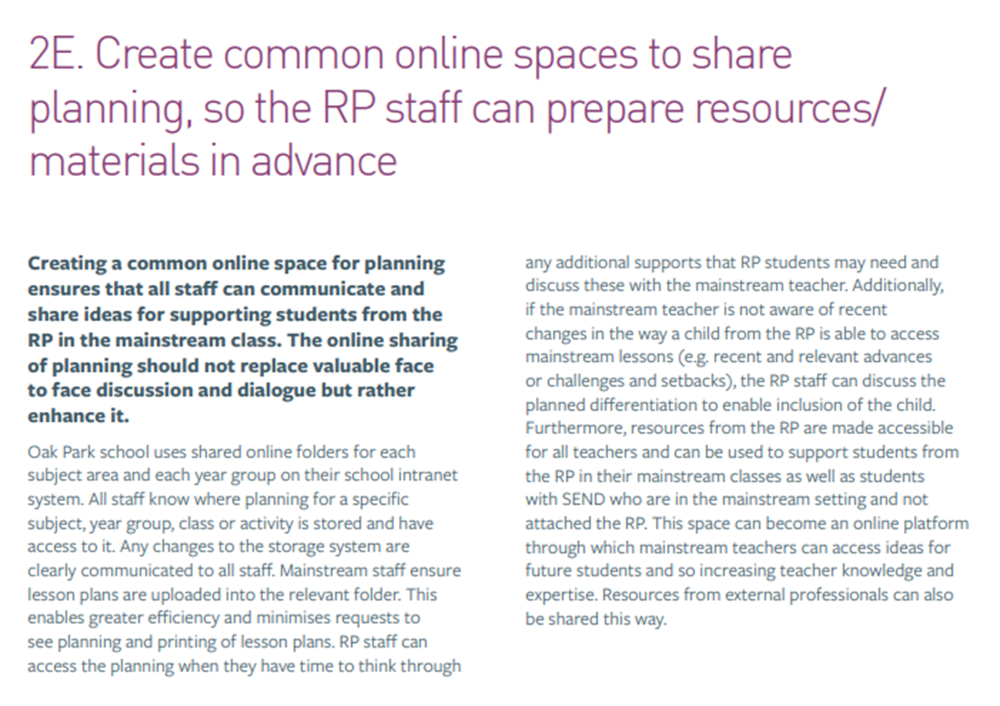 2E. Create common online spaces to share
planning, so the RP staff can prepare resources/
materials in advance
Creating a common online space for planning
ensures that all staff can communicate and
share ideas for supporting students from the
RP in the mainstream class. The online sharing
of planning should not replace valuable face
to face discussion and dialogue but rather
enhance it.
Oak Park school uses shared online folders for each
subject area and each year group on their school intranet
system. All staff know where planning for a specific
subject, year group, class or activity is stored and have
access to it. Any changes to the storage system are
clearly communicated to all staff. Mainstream staff ensure
lesson plans are uploaded into the relevant folder. This
enables greater efficiency and minimises requests to
see planning and printing of lesson plans. RP staff can
access the planning when they have time to think through
any additional supports that RP students may need and
discuss these with the mainstream teacher. Additionally,
if the mainstream teacher is not aware of recent
changes in the way a child from the RP is able to access
mainstream lessons (e.g. recent and relevant advances
or challenges and setbacks), the RP staff can discuss the
planned differentiation to enable inclusion of the child.
Furthermore, resources from the RP are made accessible
for all teachers and can be used to support students from
the RP in their mainstream classes as well as students
with SEND who are in the mainstream setting and not
attached the RP. This space can become an online platform
through which mainstream teachers can access ideas for
future students and so increasing teacher knowledge and
expertise. Resources from external professionals can also
be shared this way.